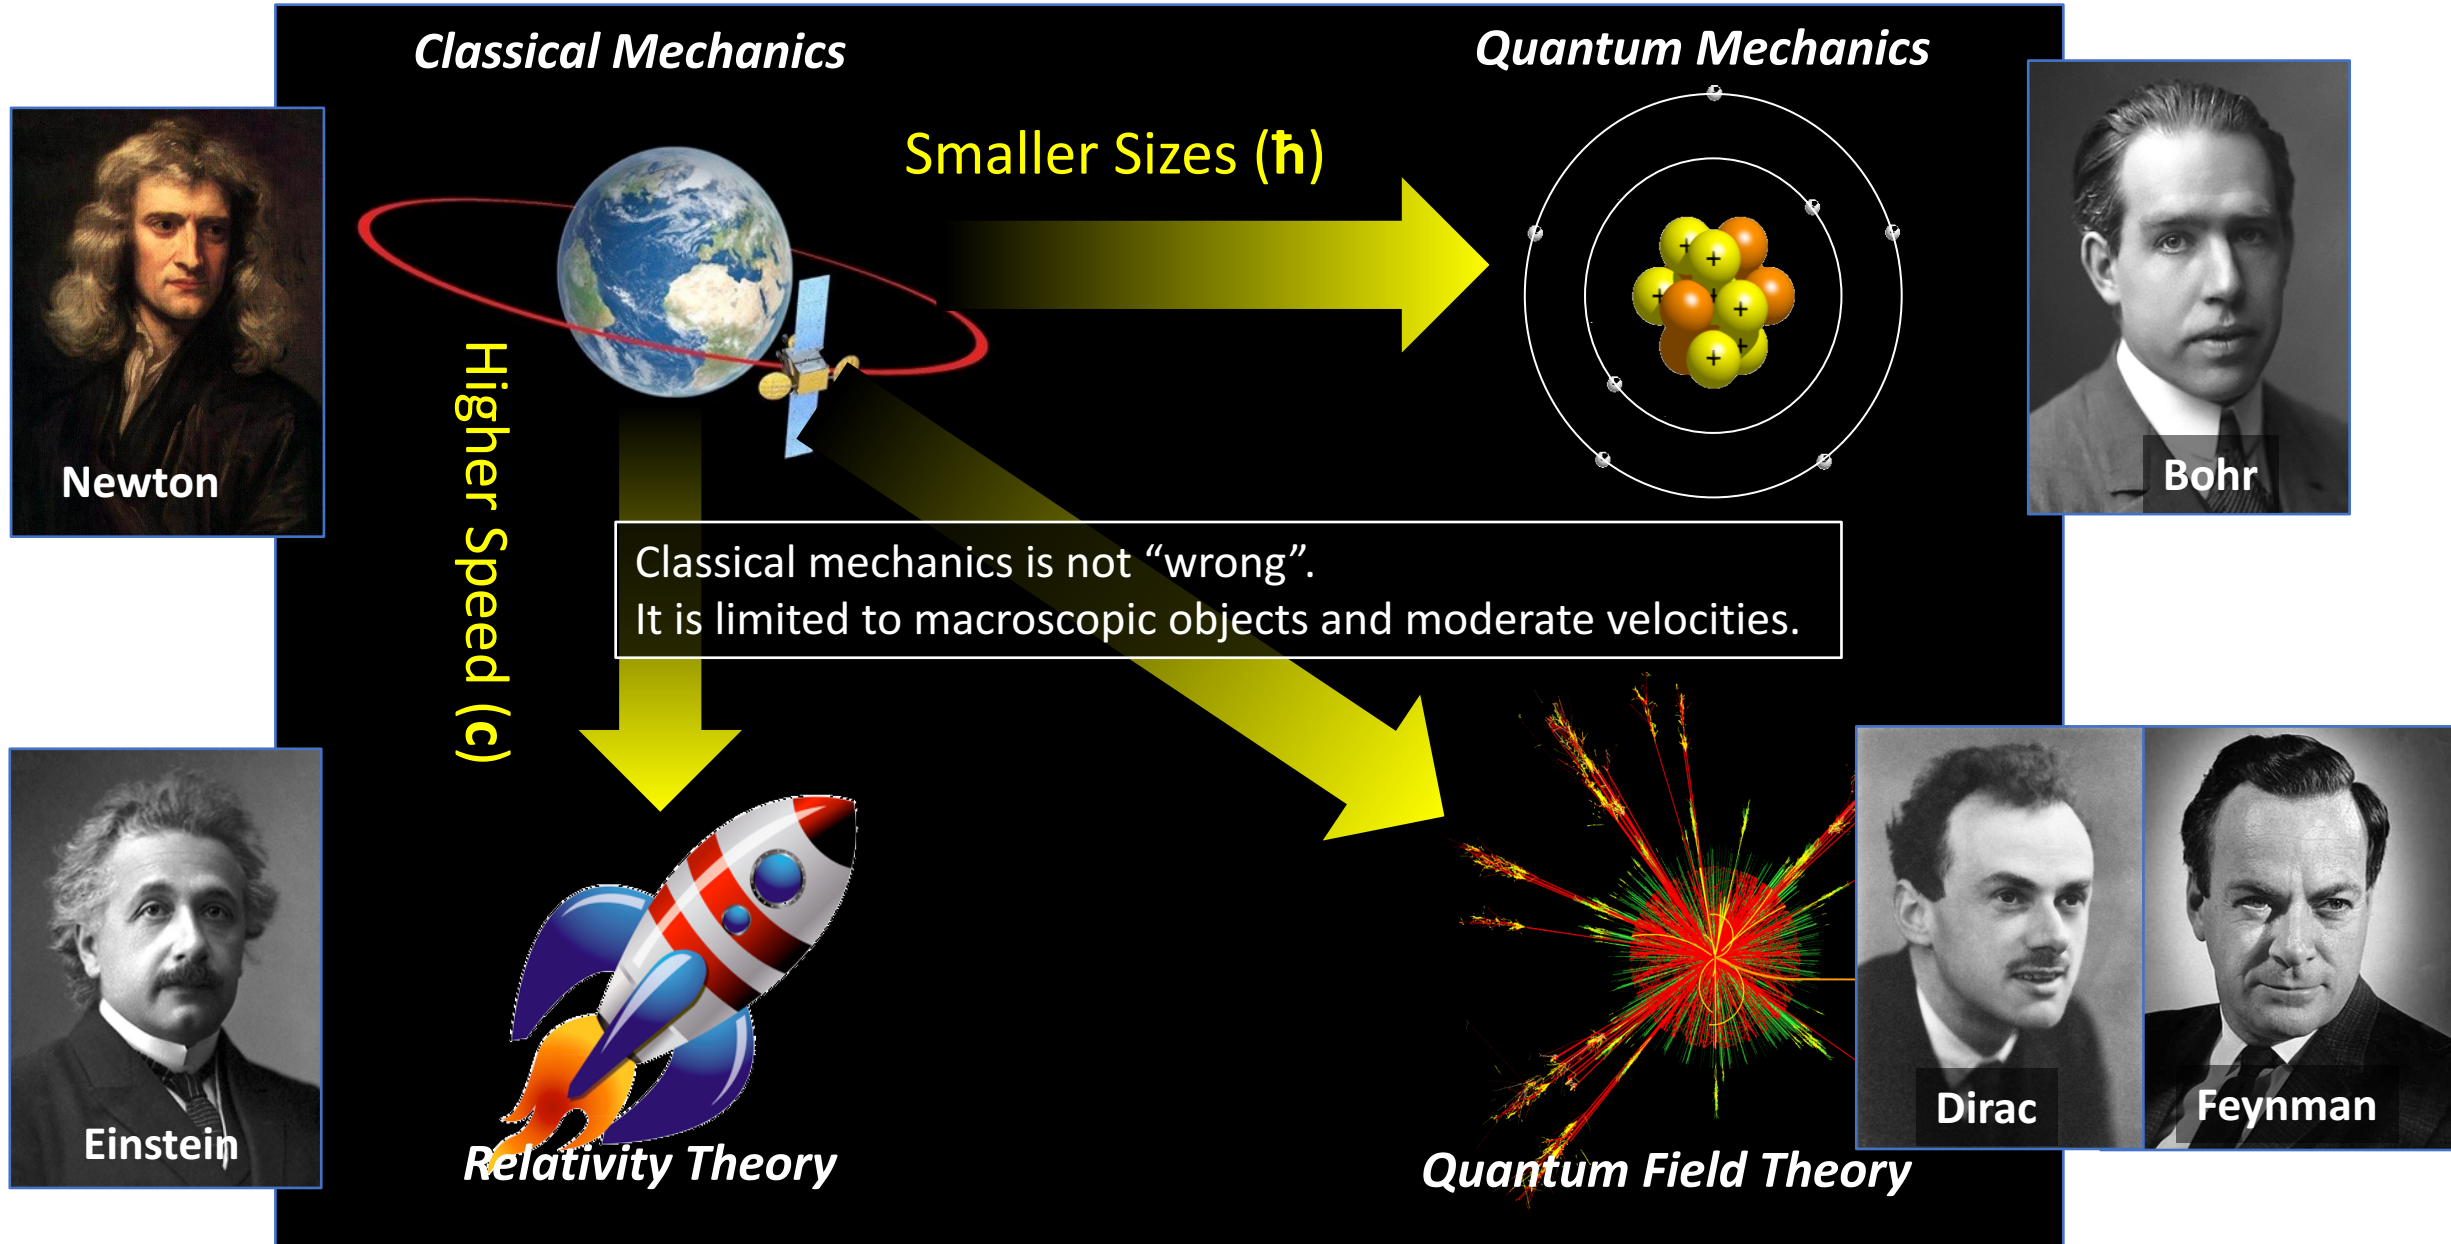 Classical Mechanics
Quantum Mechanics
Smaller Sizes (ħ)
Newton
Bohr
Higher Speed (c)
Classical mechanics is not “wrong”.
It is limited to macroscopic objects and moderate velocities.
Einstein
Dirac
Feynman
Relativity Theory
Quantum Field Theory